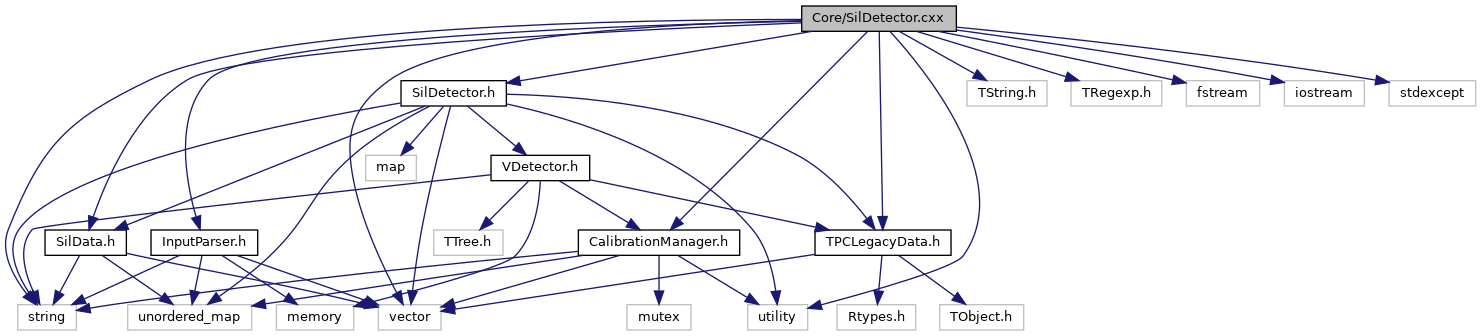 Core/SilDetector.cxx
SilDetector.h
TString.h
TRegexp.h
fstream
iostream
stdexcept
map
VDetector.h
SilData.h
InputParser.h
TTree.h
CalibrationManager.h
TPCLegacyData.h
string
unordered_map
memory
vector
mutex
utility
Rtypes.h
TObject.h